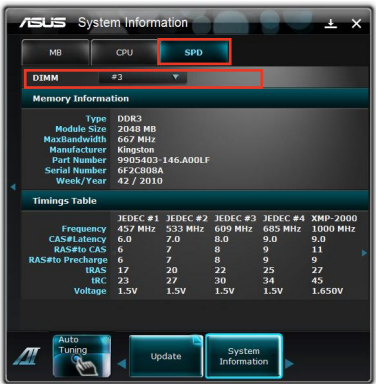 ASUS System Information
MB CPU SPD
DIMM #3
Memory Information
Type DDR3
Module Size 2048 MB
MaxBandwidth 667 MHz
Manufacturer Kingston
Part Number 9905403-146.A00LF
Serial Number 6F2C808A
Week/Year 42 / 2010
Timings Table
JEDEC #1 JEDEC #2 JEDEC #3 JEDEC #4 XMP-2000
Frequency 457 MHz 533 MHz 609 MHz 685 MHz 1000 MHz
CAS#Latency 6.0 7.0 8.0 9.0 9.0
RAS#to CAS 6 7 8 9 11
RAS#to Precharge 6 7 8 9 9
tRAS 17 20 22 25 27
tRC 23 27 30 34 45
Voltage 1.5V 1.5V 1.5V 1.5V 1.650V
AI
Auto
Tuning
Update
System
Information